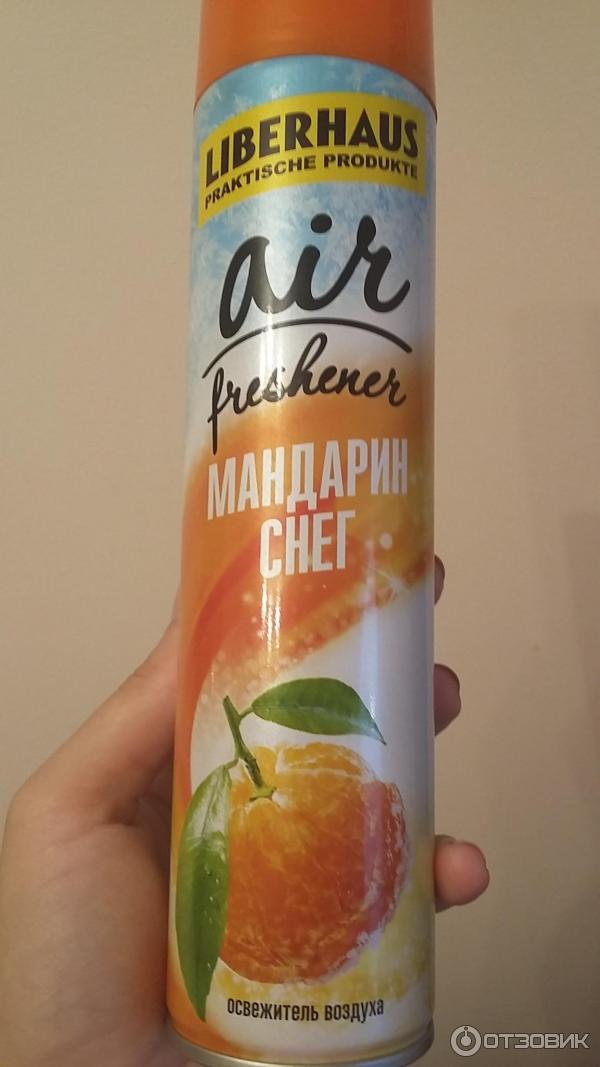 LIBERHAUS
PRAKTISCHE PRODUKTE
air
freshener
МАНДАРИН
СНЕГ
освежитель воздуха
ОТЗОВИК